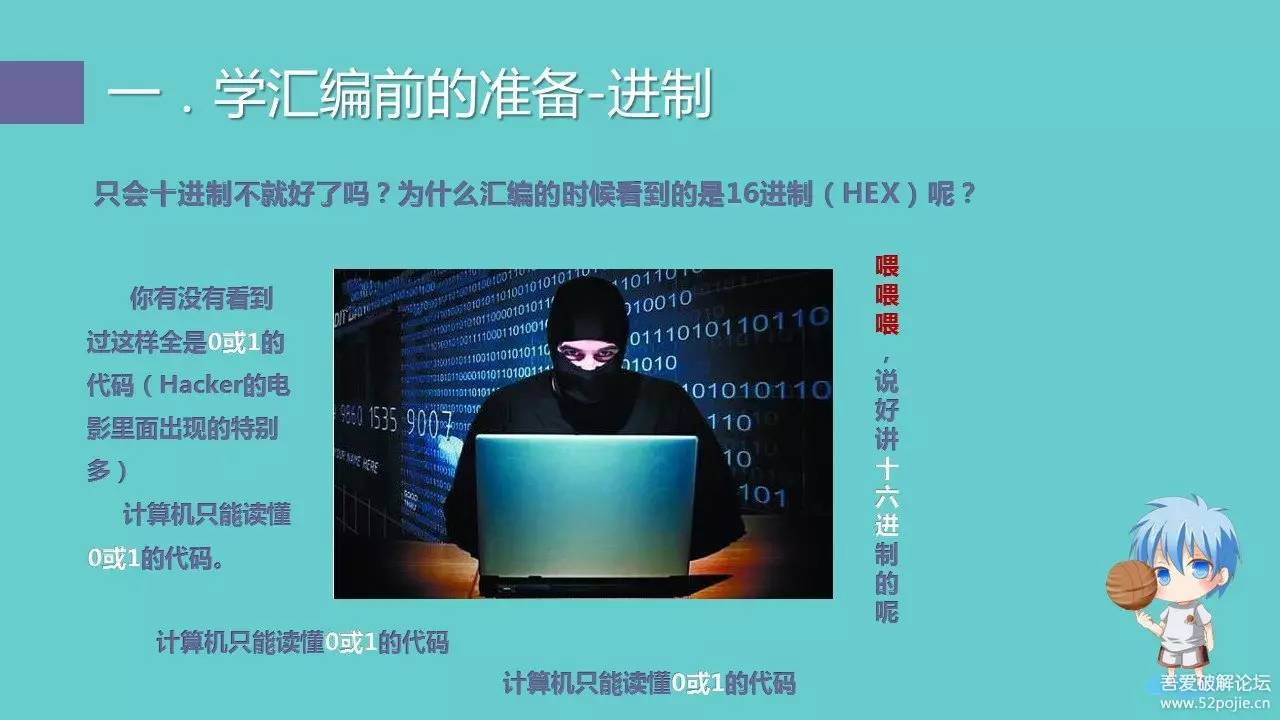 一．学汇编前的准备-进制
只会十进制不就好了吗？为什么汇编的时候看到的是16进制（HEX）呢？
你有没有看到
过这样全是0或1的
代码（Hacker的电
影里面出现的特别
多）
计算机只能读懂
0或1的代码。
9860 1535 9007
YOUR NAME HERE
喂喂喂，说好讲十六进制的呢
计算机只能读懂0或1的代码
计算机只能读懂0或1的代码
吾爱破解论坛
www.52pojie.cn